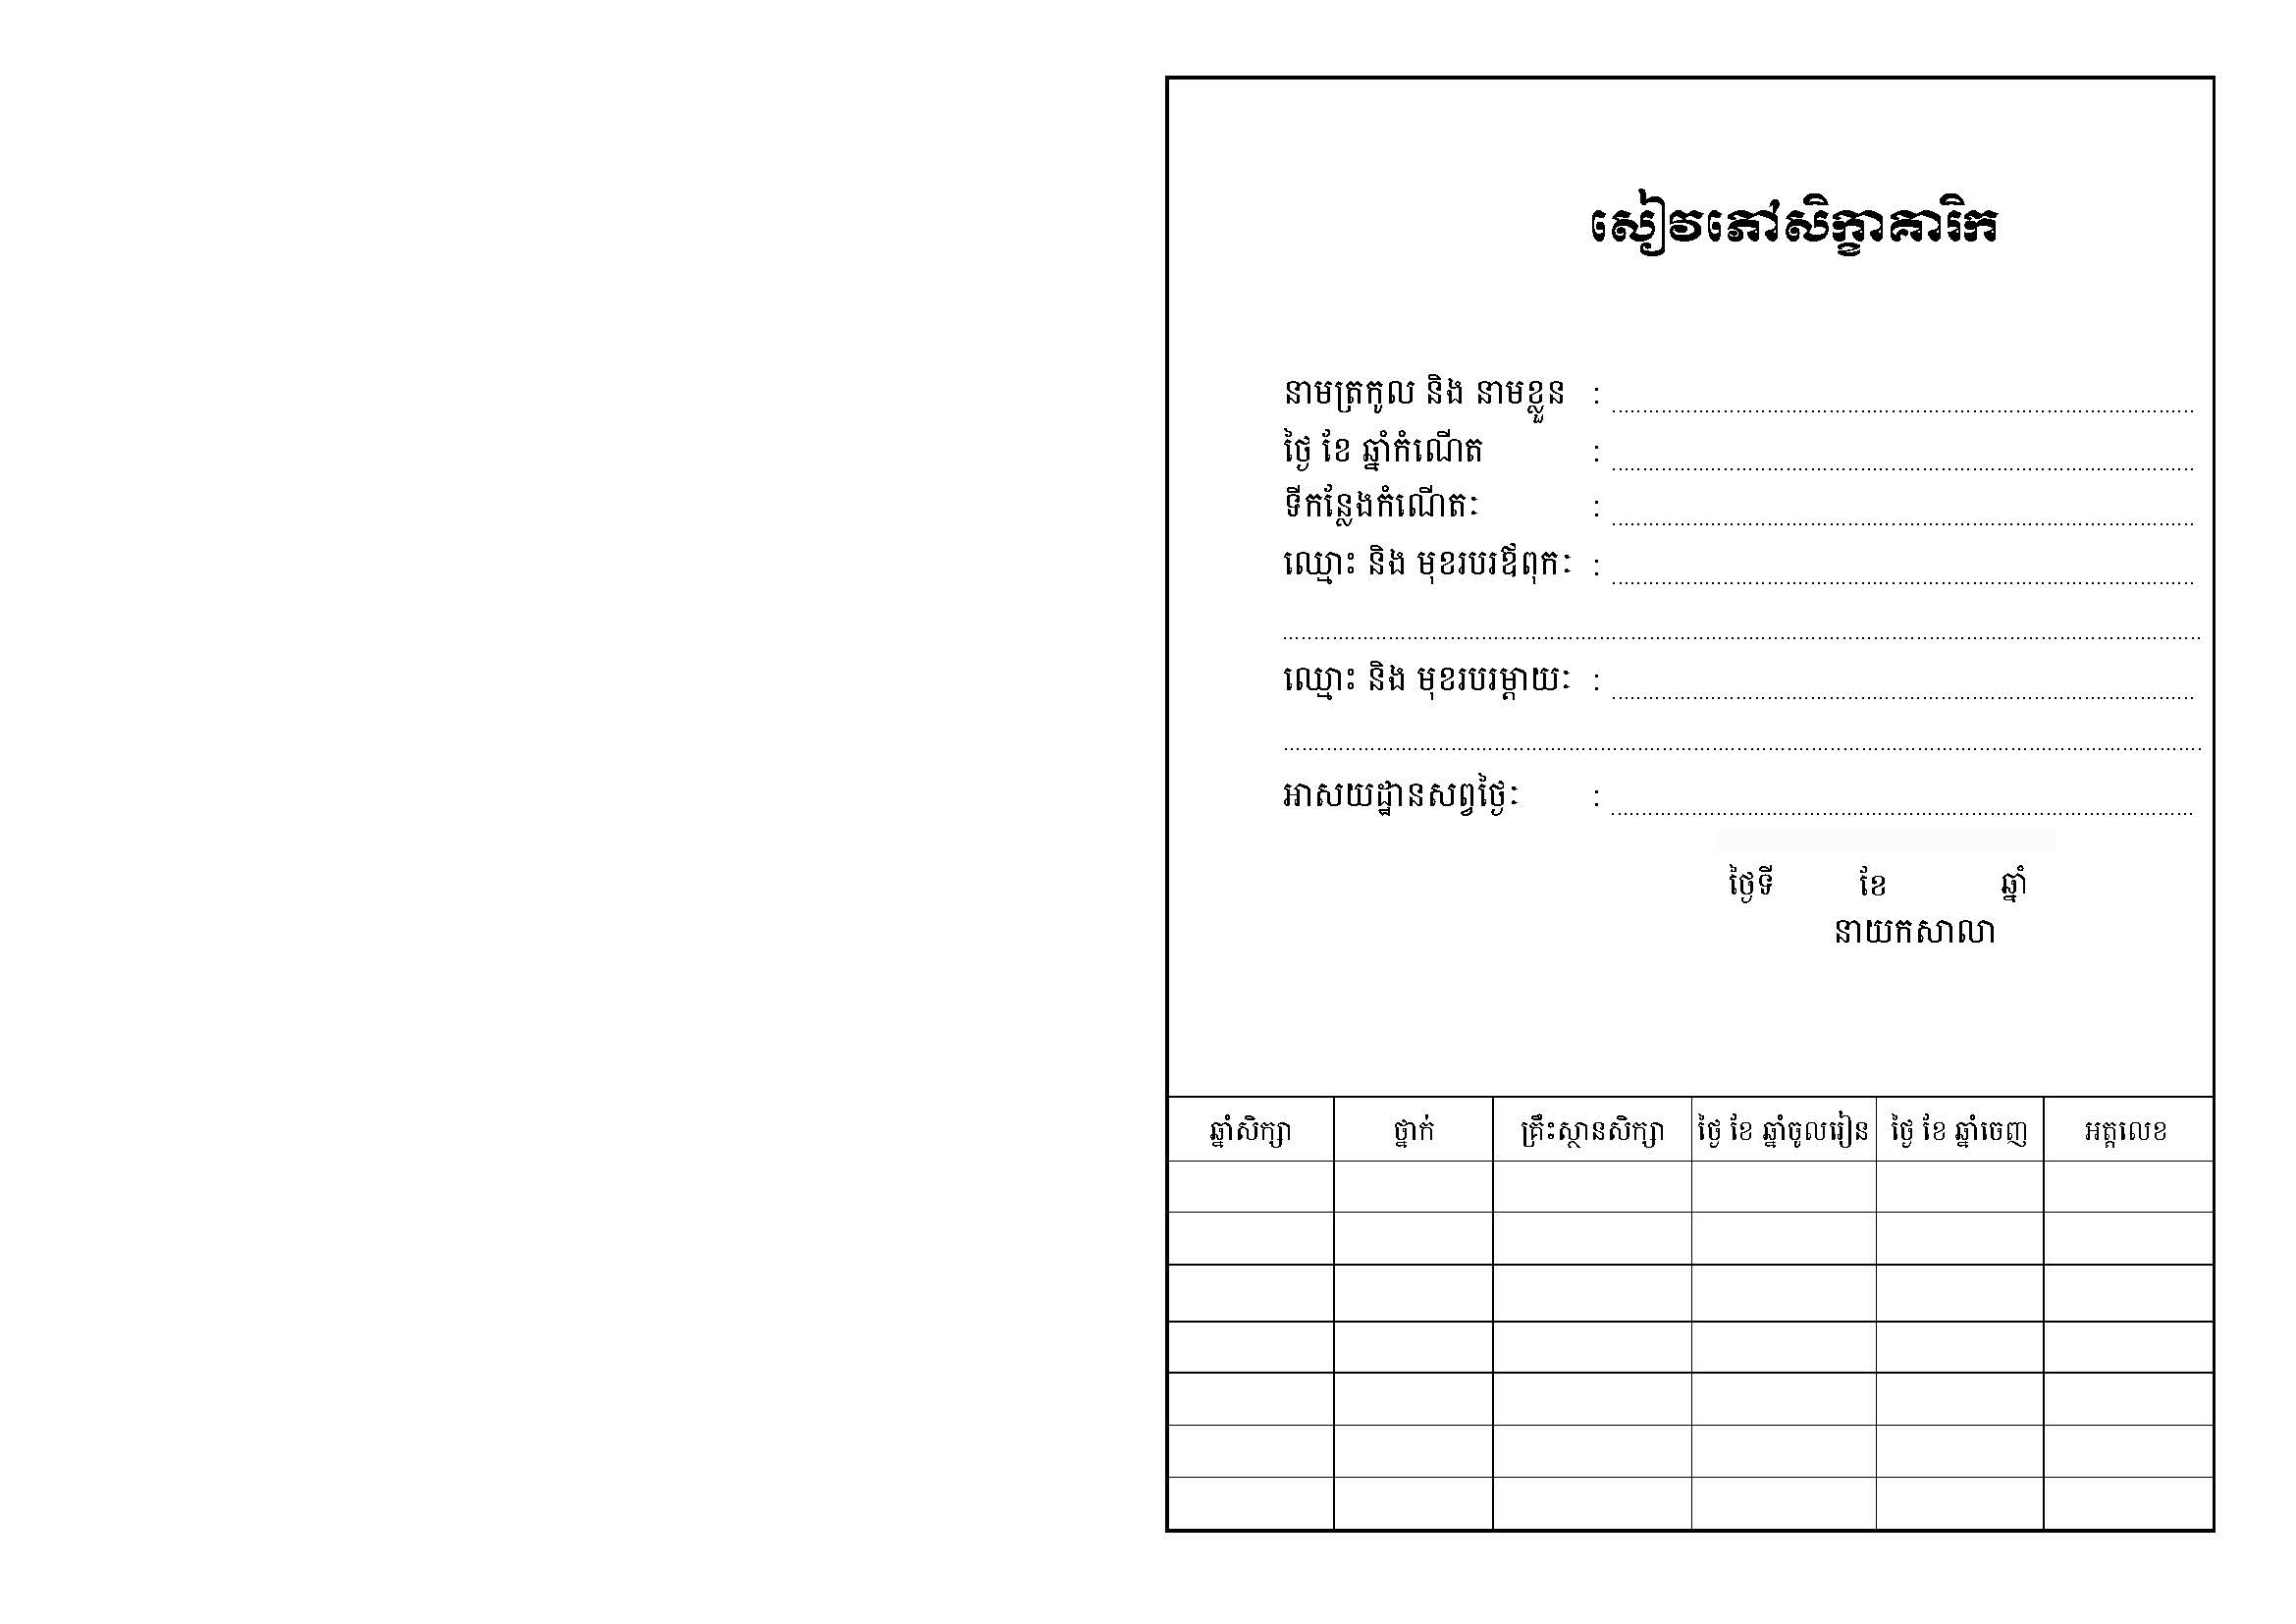 សៀវភៅសិក្ខាគារិក
នាមត្រកូល និង នាមខ្លួន :
ថ្ងៃ ខែ ឆ្នាំកំណើត :
ទីកន្លែងកំណើតៈ :
ឈ្មោះ និង មុខរបរឪពុកៈ :
ឈ្មោះ និង មុខរបរម្តាយៈ :
អាសយដ្ឋានសព្វថ្ងៃៈ :
ថ្ងៃទី ខែ ឆ្នាំ
នាយកសាលា
ឆ្នាំសិក្សា ថ្នាក់ គ្រឹះស្ថានសិក្សា ថ្ងៃ ខែ ឆ្នាំចូលរៀន ថ្ងៃ ខែ ឆ្នាំចេញ អត្តលេខ